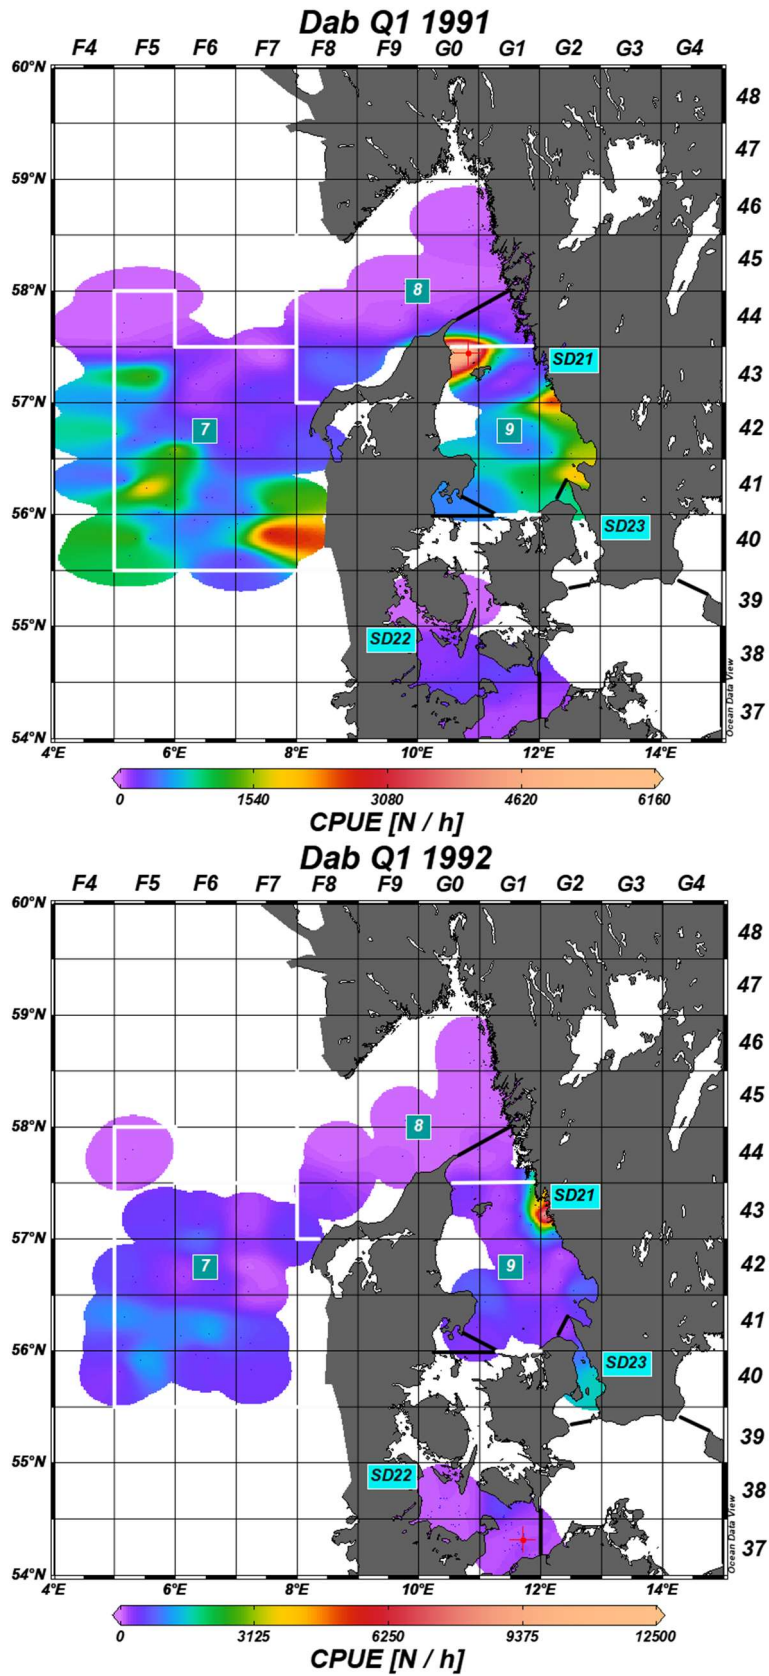 Dab Q1 1991
F4 F5 F6 F7 F8 F9 G0 G1 G2 G3 G4
60°N
48
47
59°N
46
45
58°N
8
44
SD21
43
57°N
7
9
42
41
56°N
SD23
40
39
55°N
SD22
38
37
54°N
Ocean Data View
4°E 6°E 8°E 10°E 12°E 14°E
0 1540 3080 4620 6160
CPUE [N / h]
Dab Q1 1992
F4 F5 F6 F7 F8 F9 G0 G1 G2 G3 G4
60°N
48
47
59°N
46
45
58°N
8
44
SD21
43
57°N
7
9
42
41
56°N
SD23
40
39
55°N
SD22
38
37
54°N
Ocean Data View
4°E 6°E 8°E 10°E 12°E 14°E
0 3125 6250 9375 12500
CPUE [N / h]